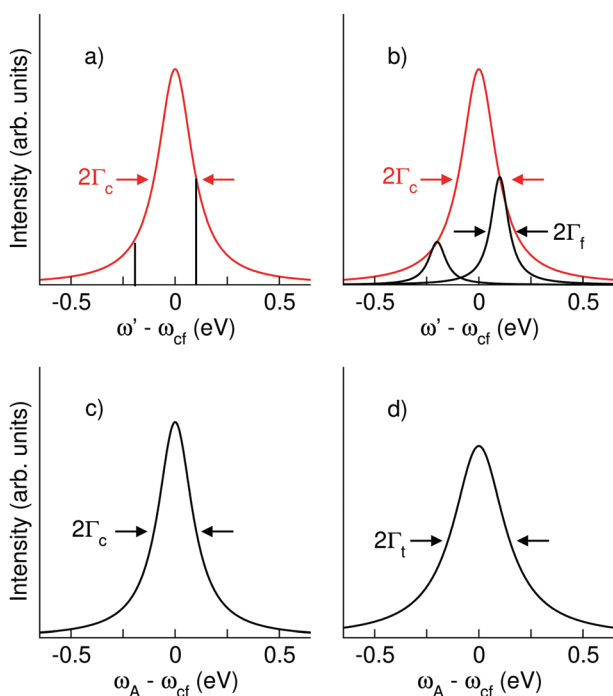 a)
b)
Intensity (arb. units)
2Γc
2Γc
2Γf
-0.5 0 0.5
-0.5 0 0.5
ω' - ωcf (eV)
ω' - ωcf (eV)
c)
d)
Intensity (arb. units)
2Γc
2Γt
-0.5 0 0.5
-0.5 0 0.5
ωA - ωcf (eV)
ωA - ωcf (eV)